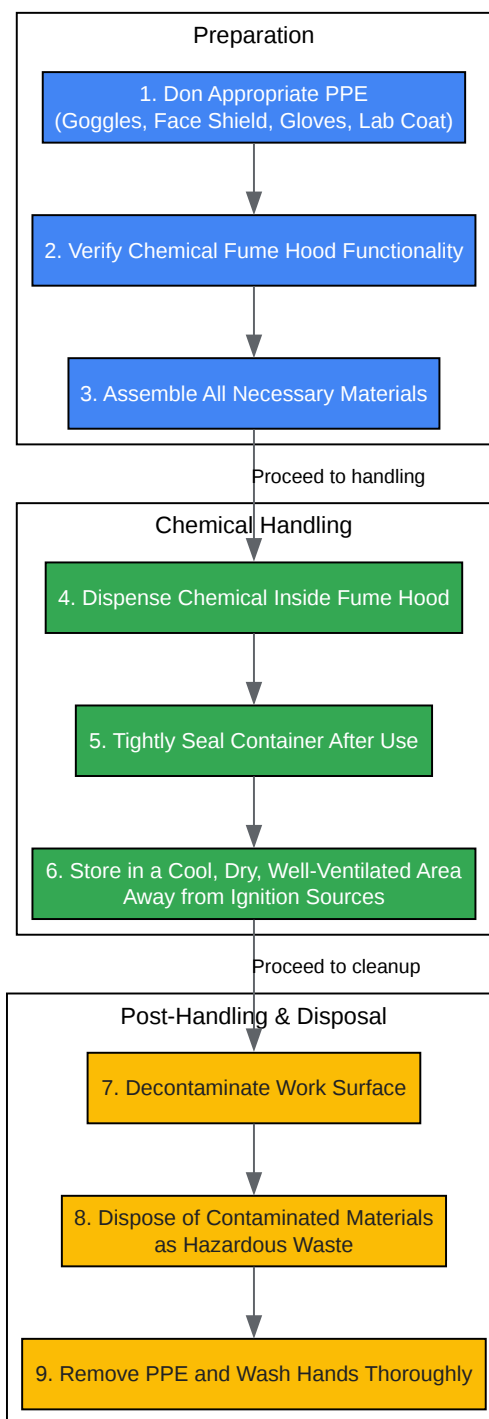 Preparation
1. Don Appropriate PPE
(Goggles, Face Shield, Gloves, Lab Coat)
2. Verify Chemical Fume Hood Functionality
3. Assemble All Necessary Materials
Proceed to handling
Chemical Handling
4. Dispense Chemical Inside Fume Hood
5. Tightly Seal Container After Use
6. Store in a Cool, Dry, Well-Ventilated Area
Away from Ignition Sources
Proceed to cleanup
Post-Handling & Disposal
7. Decontaminate Work Surface
8. Dispose of Contaminated Materials
as Hazardous Waste
9. Remove PPE and Wash Hands Thoroughly